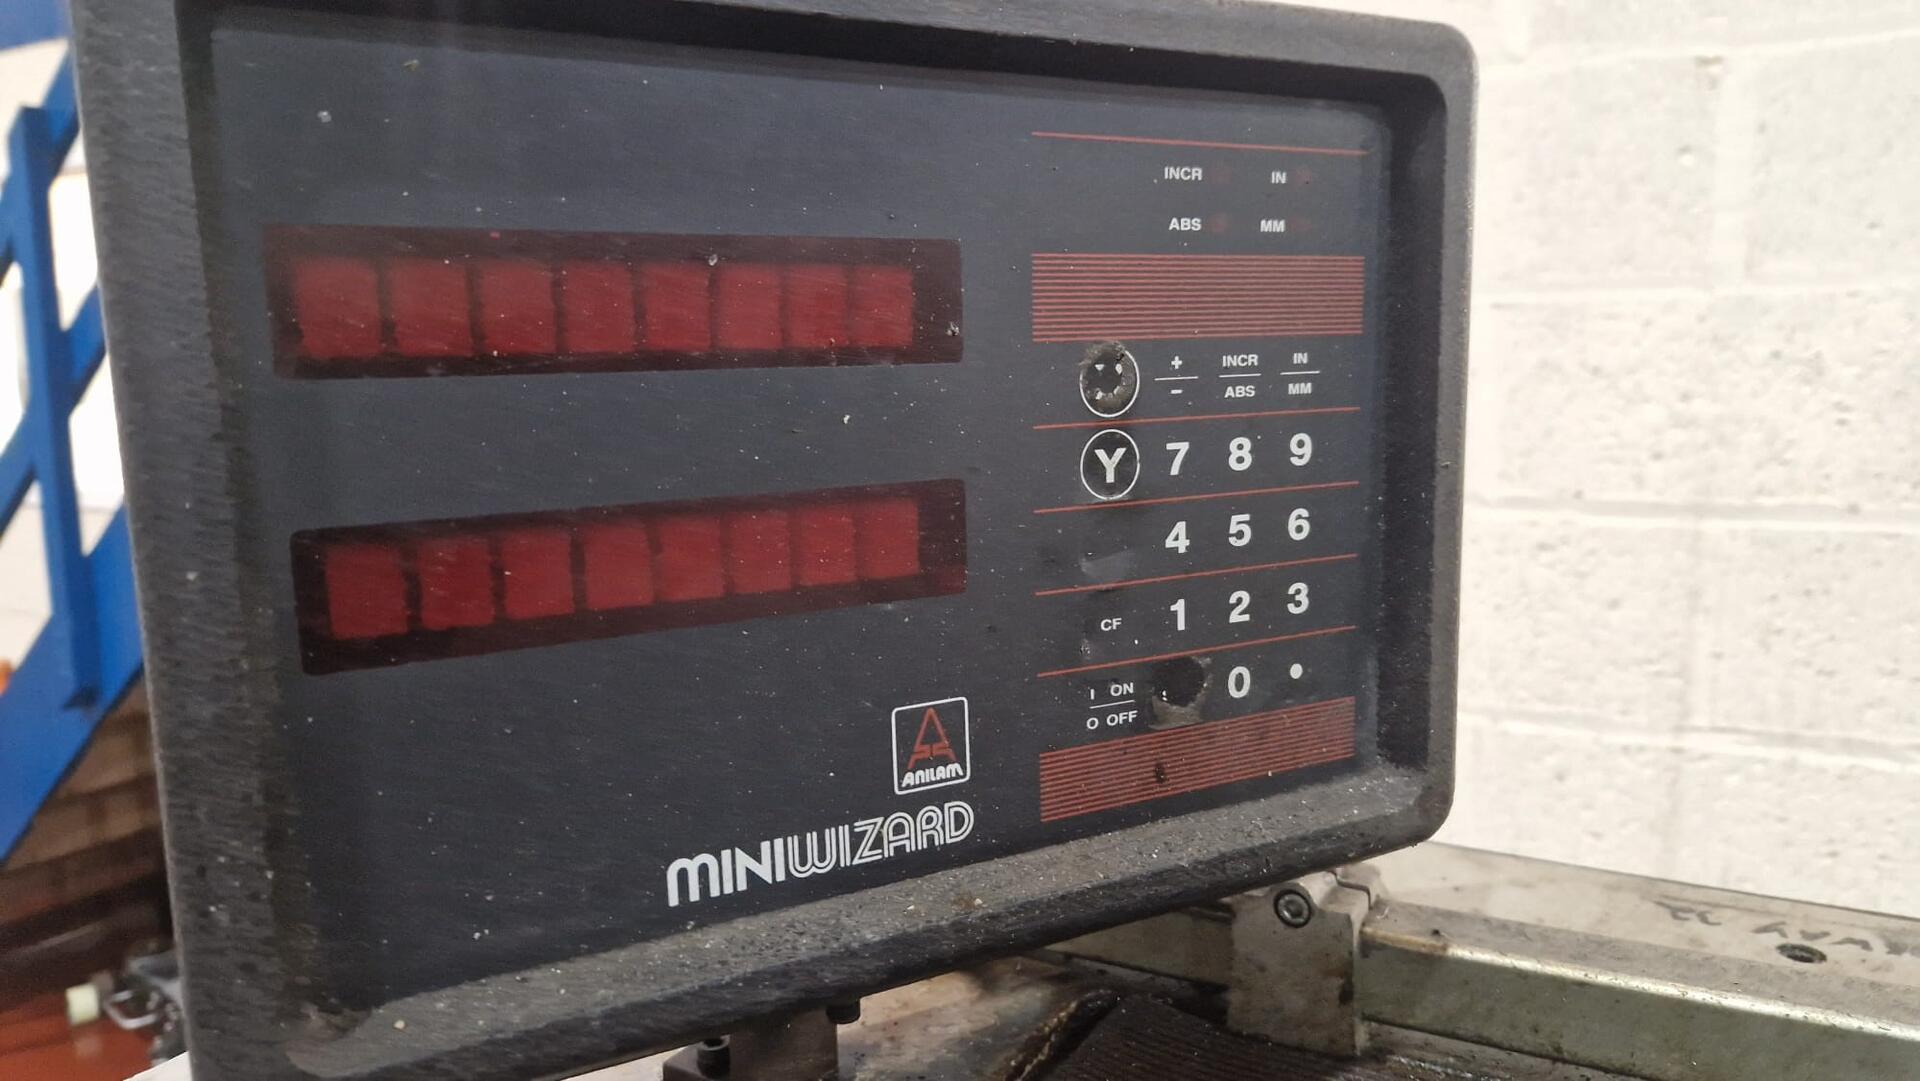 INCR IN
ABS MM
+ INCR IN
- ABS MM
Y 7 8 9
4 5 6
CF 1 2 3
I ON
O OFF
0 .
ANILAM
MINIWIZARD
32